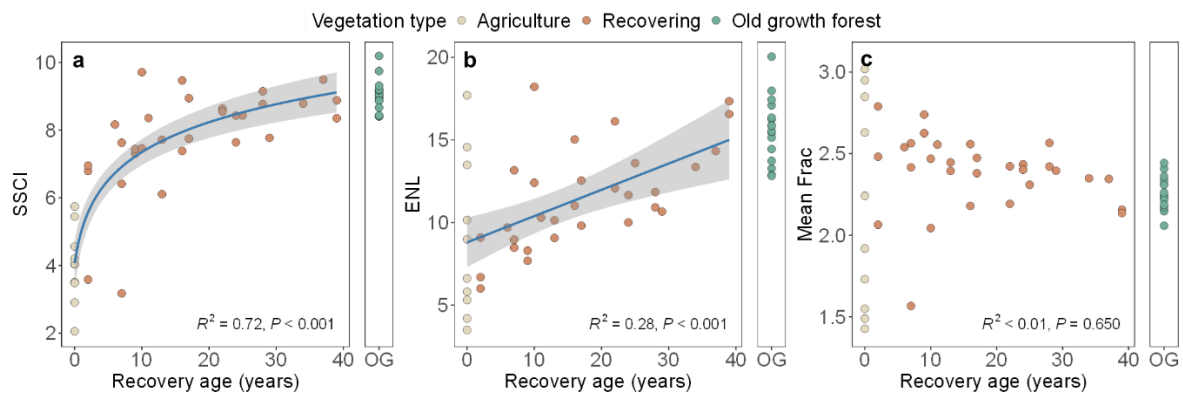 Vegetation type Agriculture Recovering Old growth forest
a
SSCI
10
8
6
4
2
R² = 0.72, P < 0.001
0 10 20 30 40 OG
Recovery age (years)
b
ENL
20
15
10
5
R² = 0.28, P < 0.001
0 10 20 30 40 OG
Recovery age (years)
c
Mean Frac
3.0
2.5
2.0
1.5
R² < 0.01, P = 0.650
0 10 20 30 40 OG
Recovery age (years)